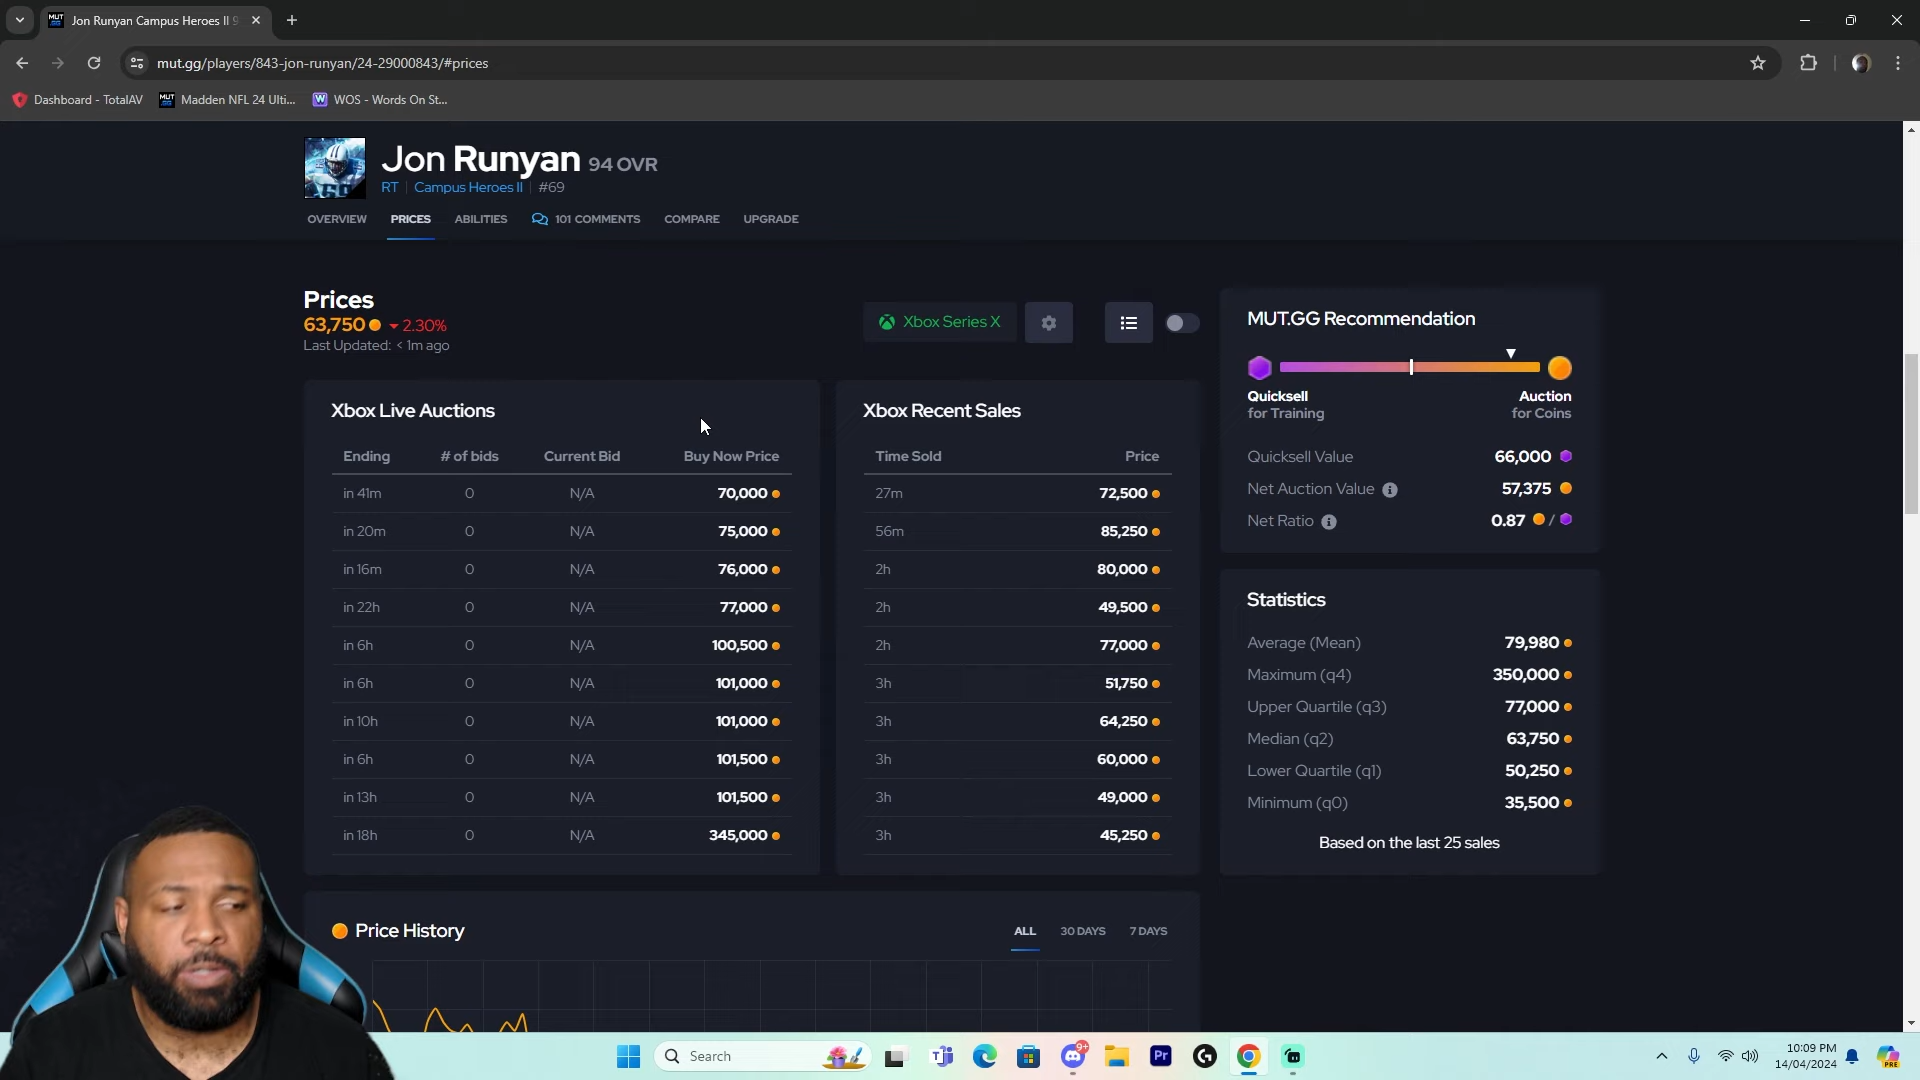 Jon Runyan Campus Heroes II 9
mut.gg/players/843-jon-runyan/24-29000843/#prices
Dashboard - TotalAV
MUT.GG
Madden NFL 24 Ulti...
W
WOS - Words On St...
Jon Runyan 94 OVR
RT | Campus Heroes II | #69
OVERVIEW PRICES ABILITIES 101 COMMENTS COMPARE UPGRADE
Prices
63,750 2.30%
Last Updated: < 1m ago
Xbox Series X
Xbox Live Auctions
Ending # of bids Current Bid Buy Now Price
in 41m 0 N/A 70,000
in 20m 0 N/A 75,000
in 16m 0 N/A 76,000
in 22h 0 N/A 77,000
in 6h 0 N/A 100,500
in 6h 0 N/A 101,000
in 10h 0 N/A 101,000
in 6h 0 N/A 101,500
in 13h 0 N/A 101,500
in 18h 0 N/A 345,000
Xbox Recent Sales
Time Sold Price
27m 72,500
56m 85,250
2h 80,000
2h 49,500
2h 77,000
3h 51,750
3h 64,250
3h 60,000
3h 49,000
3h 45,250
MUT.GG Recommendation
Quicksell Auction
for Training for Coins
Quicksell Value 66,000
Net Auction Value 57,375
Net Ratio 0.87 /
Statistics
Average (Mean) 79,980
Maximum (q4) 350,000
Upper Quartile (q3) 77,000
Median (q2) 63,750
Lower Quartile (q1) 50,250
Minimum (q0) 35,500
Based on the last 25 sales
Price History
ALL 30 DAYS 7 DAYS
Search
9+
Pr
10:09 PM
14/04/2024
PRE